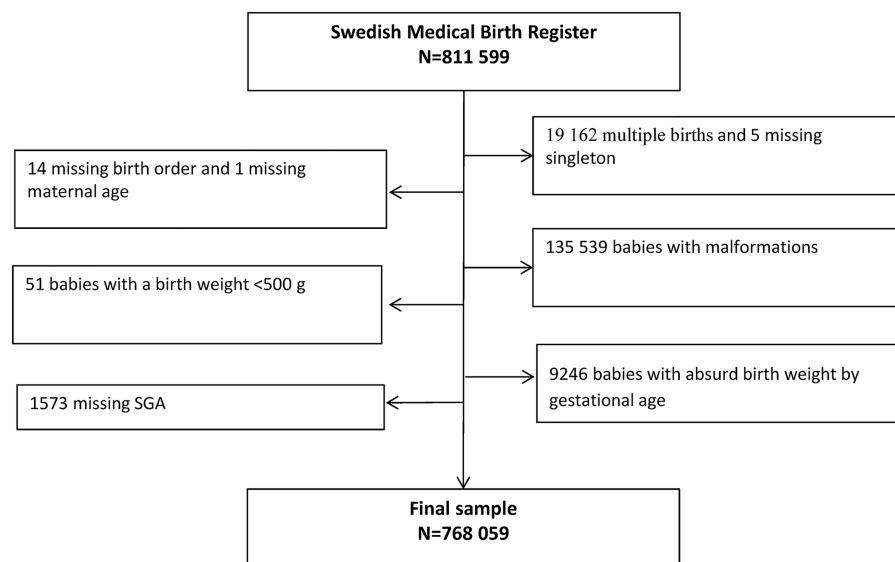 Swedish Medical Birth Register
N=811 599
19 162 multiple births and 5 missing
singleton
14 missing birth order and 1 missing
maternal age
135 539 babies with malformations
51 babies with a birth weight <500 g
9246 babies with absurd birth weight by
gestational age
1573 missing SGA
Final sample
N=768 059